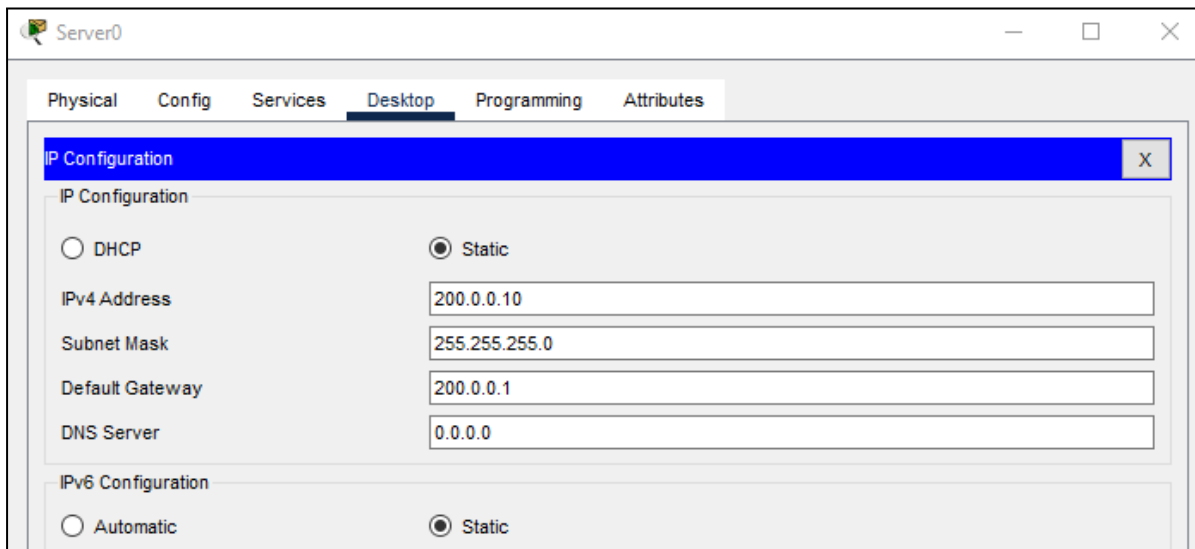 Server0
Physical Config Services Desktop Programming Attributes
IP Configuration X
IP Configuration
DHCP Static
IPv4 Address 200.0.0.10
Subnet Mask 255.255.255.0
Default Gateway 200.0.0.1
DNS Server 0.0.0.0
IPv6 Configuration
Automatic Static